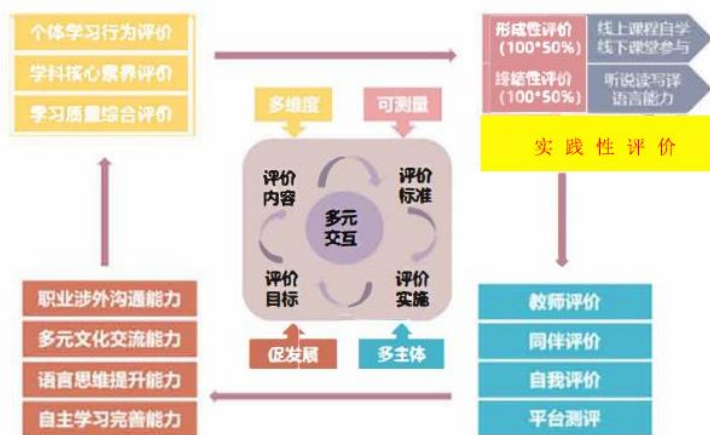 个体学习行为评价
学科核心素养评价
学习质量综合评价
形成性评价
(100*50%)
线上课程自学
线下课堂参与
终结性评价
(100*50%)
听说读写译
语言能力
实践性评价
多维度
可测量
评价
内容
评价
标准
多元
交互
评价
目标
评价
实施
促发展
多主体
职业涉外沟通能力
多元文化交流能力
语言思维提升能力
自主学习完善能力
教师评价
同伴评价
自我评价
平台测评